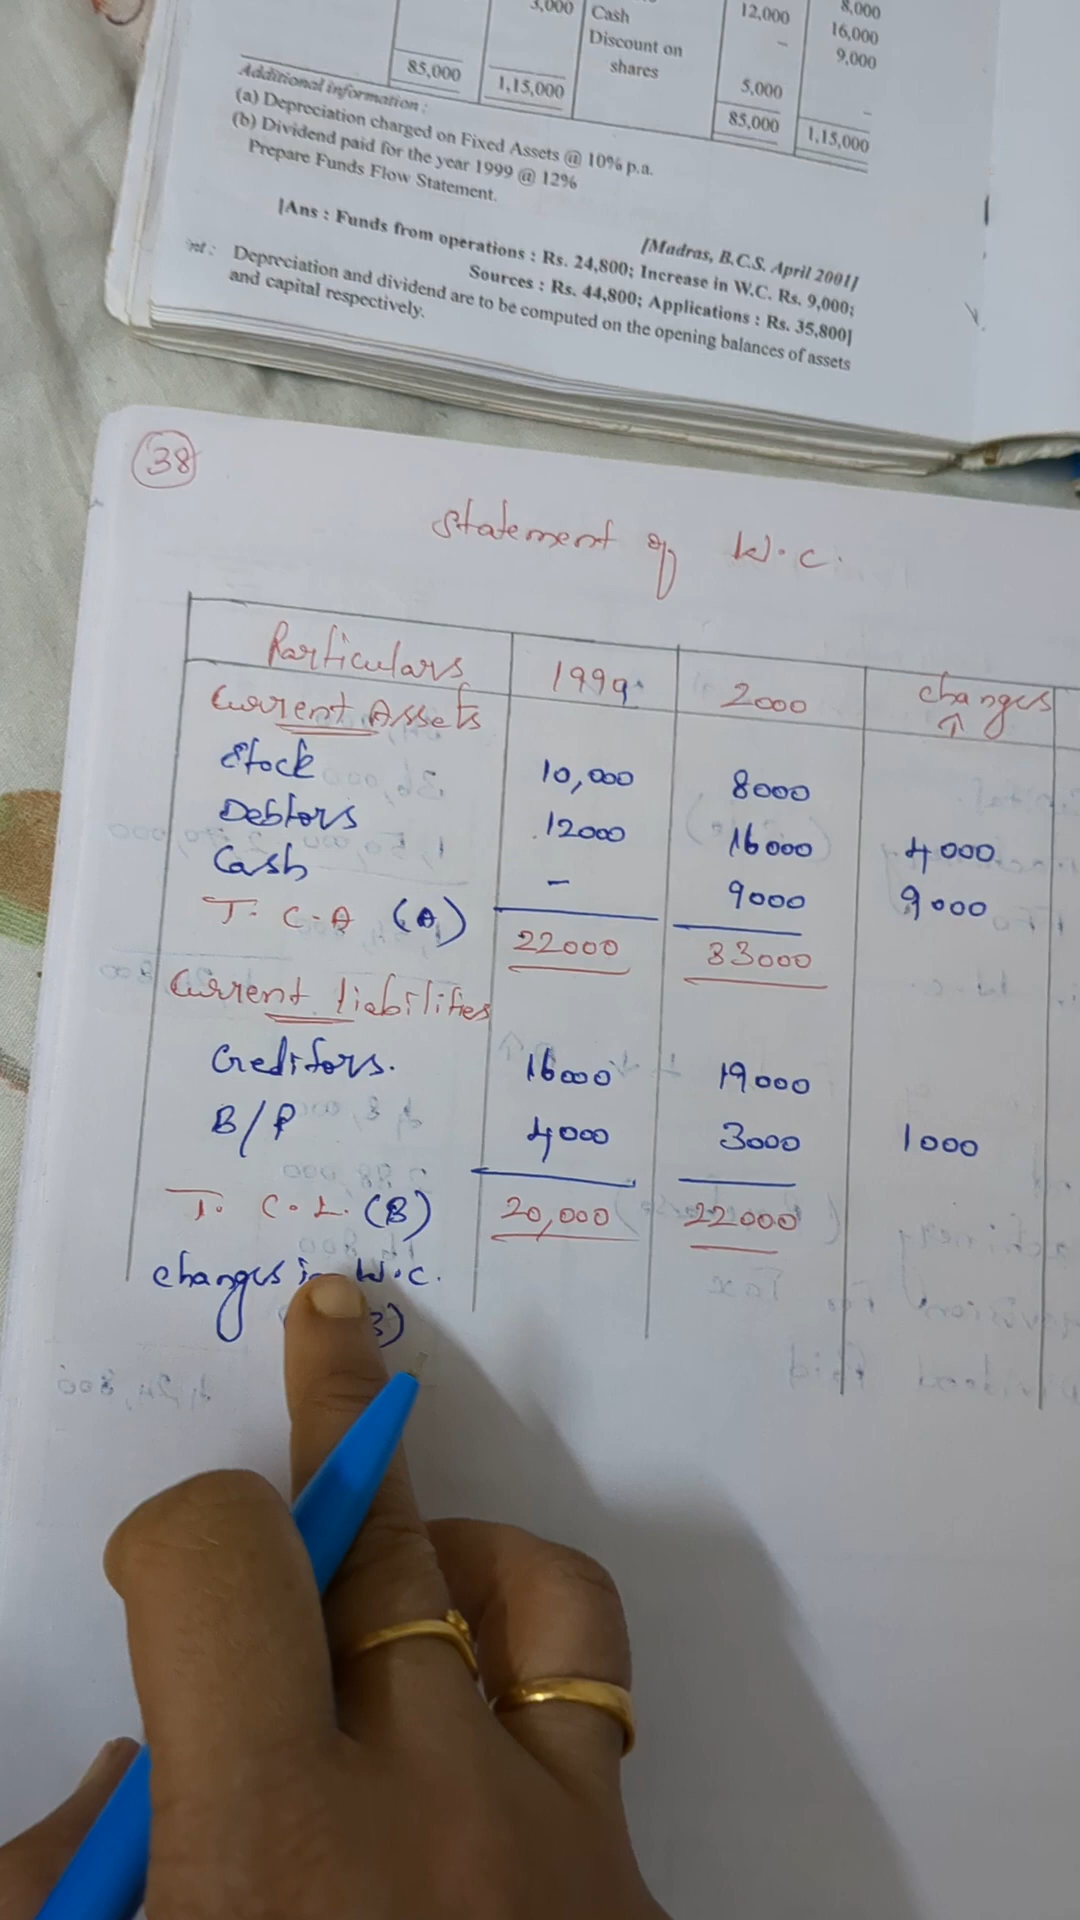 3,000 Cash 12,000 8,000
Discount on – 16,000
shares 9,000
5,000 –
85,000 1,15,000 85,000 1,15,000
Additional information :
(a) Depreciation charged on Fixed Assets @ 10% p.a.
(b) Dividend paid for the year 1999 @ 12%
Prepare Funds Flow Statement.
[Madras, B.C.S. April 2001]
[Ans : Funds from operations : Rs. 24,800; Increase in W.C. Rs. 9,000;
Sources : Rs. 44,800; Applications : Rs. 35,800]
Depreciation and dividend are to be computed on the opening balances of assets
and capital respectively.
38
Statement of W.C.
Particulars 1999. 2000 changes
Current Assets ↑
Stock 10,000 8000
Debtors 12000 16000 4000
Cash – 9000 9000
T. C.A (A) 22000 33000
Current liabilities
Creditors. 16000 19000
B/P 4000 3000 1000
T. C.L. (B) 20,000 22000
changes in W.C.